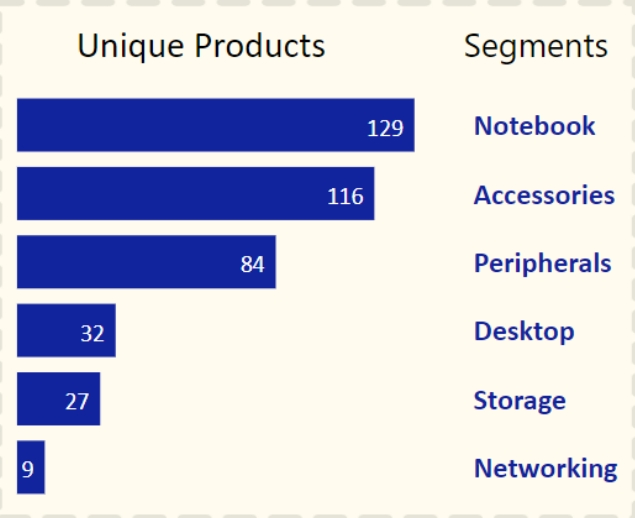 Unique Products Segments
129 Notebook
116 Accessories
84 Peripherals
32 Desktop
27 Storage
9 Networking